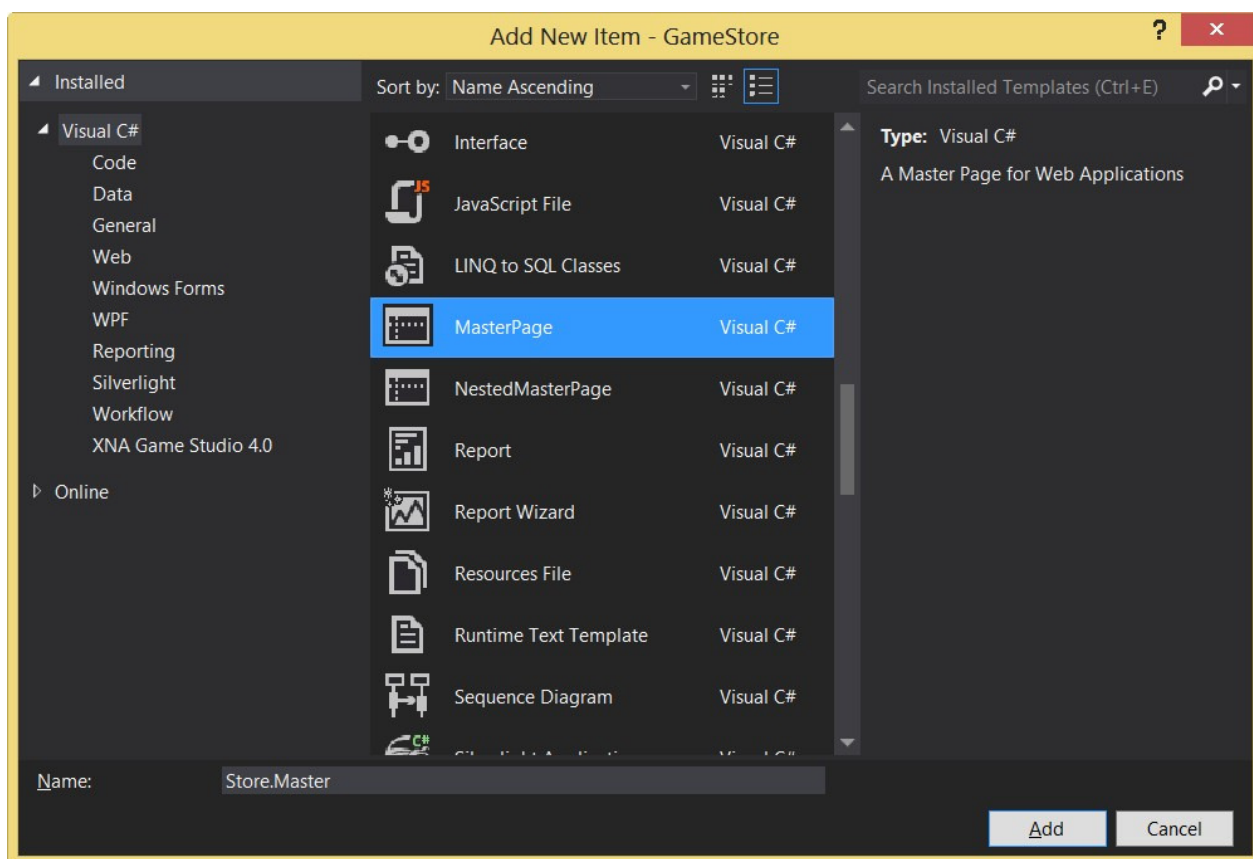 Add New Item - GameStore
?
Installed
Sort by: Name Ascending
Search Installed Templates (Ctrl+E)
Visual C#
Code
Data
General
Web
Windows Forms
WPF
Reporting
Silverlight
Workflow
XNA Game Studio 4.0
Online
Interface Visual C#
JS
JavaScript File Visual C#
LINQ to SQL Classes Visual C#
MasterPage Visual C#
NestedMasterPage Visual C#
Report Visual C#
Report Wizard Visual C#
Resources File Visual C#
Runtime Text Template Visual C#
Sequence Diagram Visual C#
C#
Type: Visual C#
A Master Page for Web Applications
Name: Store.Master
Add Cancel